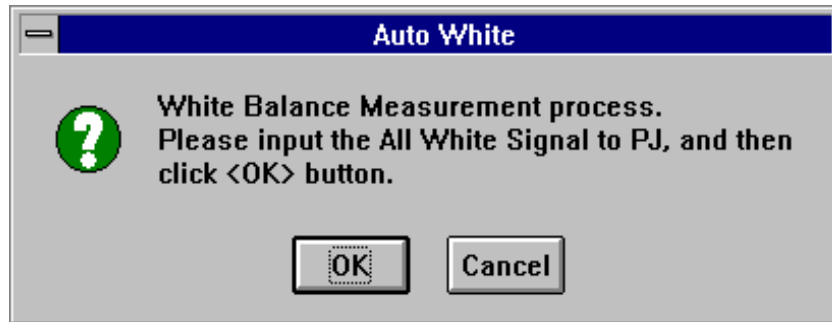 Auto White
White Balance Measurement process.
Please input the All White Signal to PJ, and then
click <OK> button.
OK
Cancel